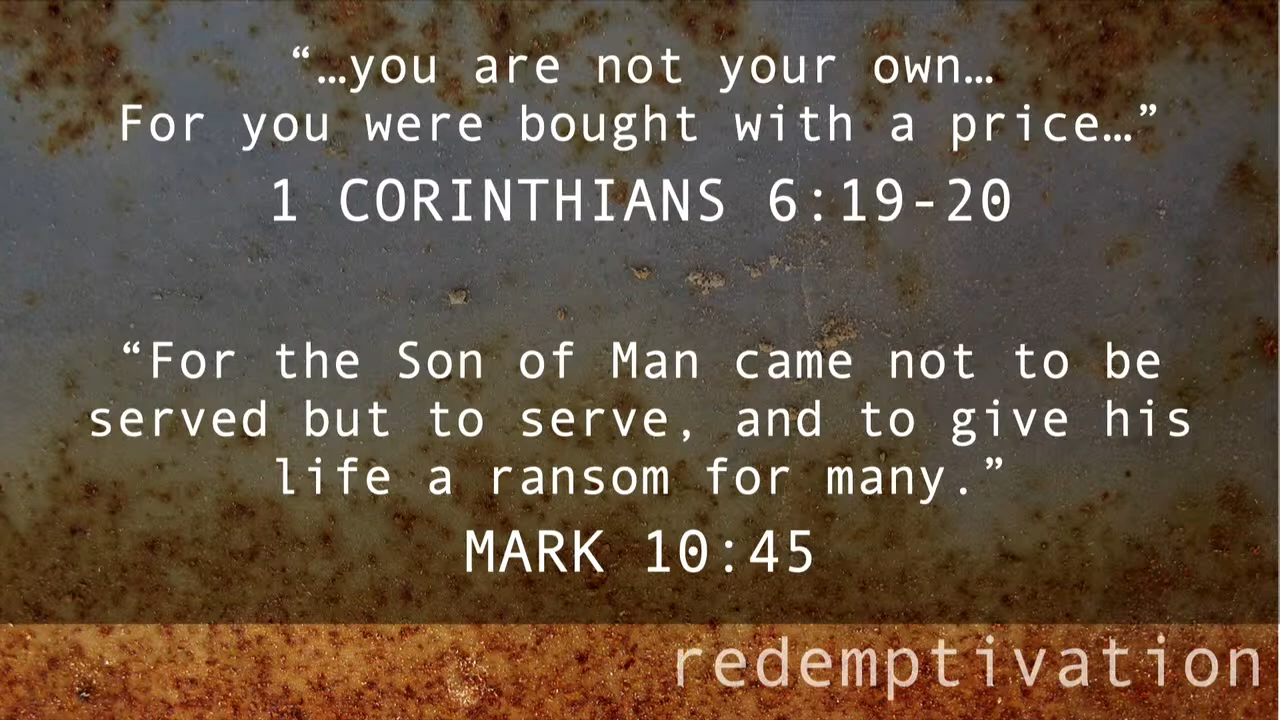 “…you are not your own…
For you were bought with a price…”
1 CORINTHIANS 6:19-20
“For the Son of Man came not to be
served but to serve, and to give his
life a ransom for many.”
MARK 10:45
redemptivation